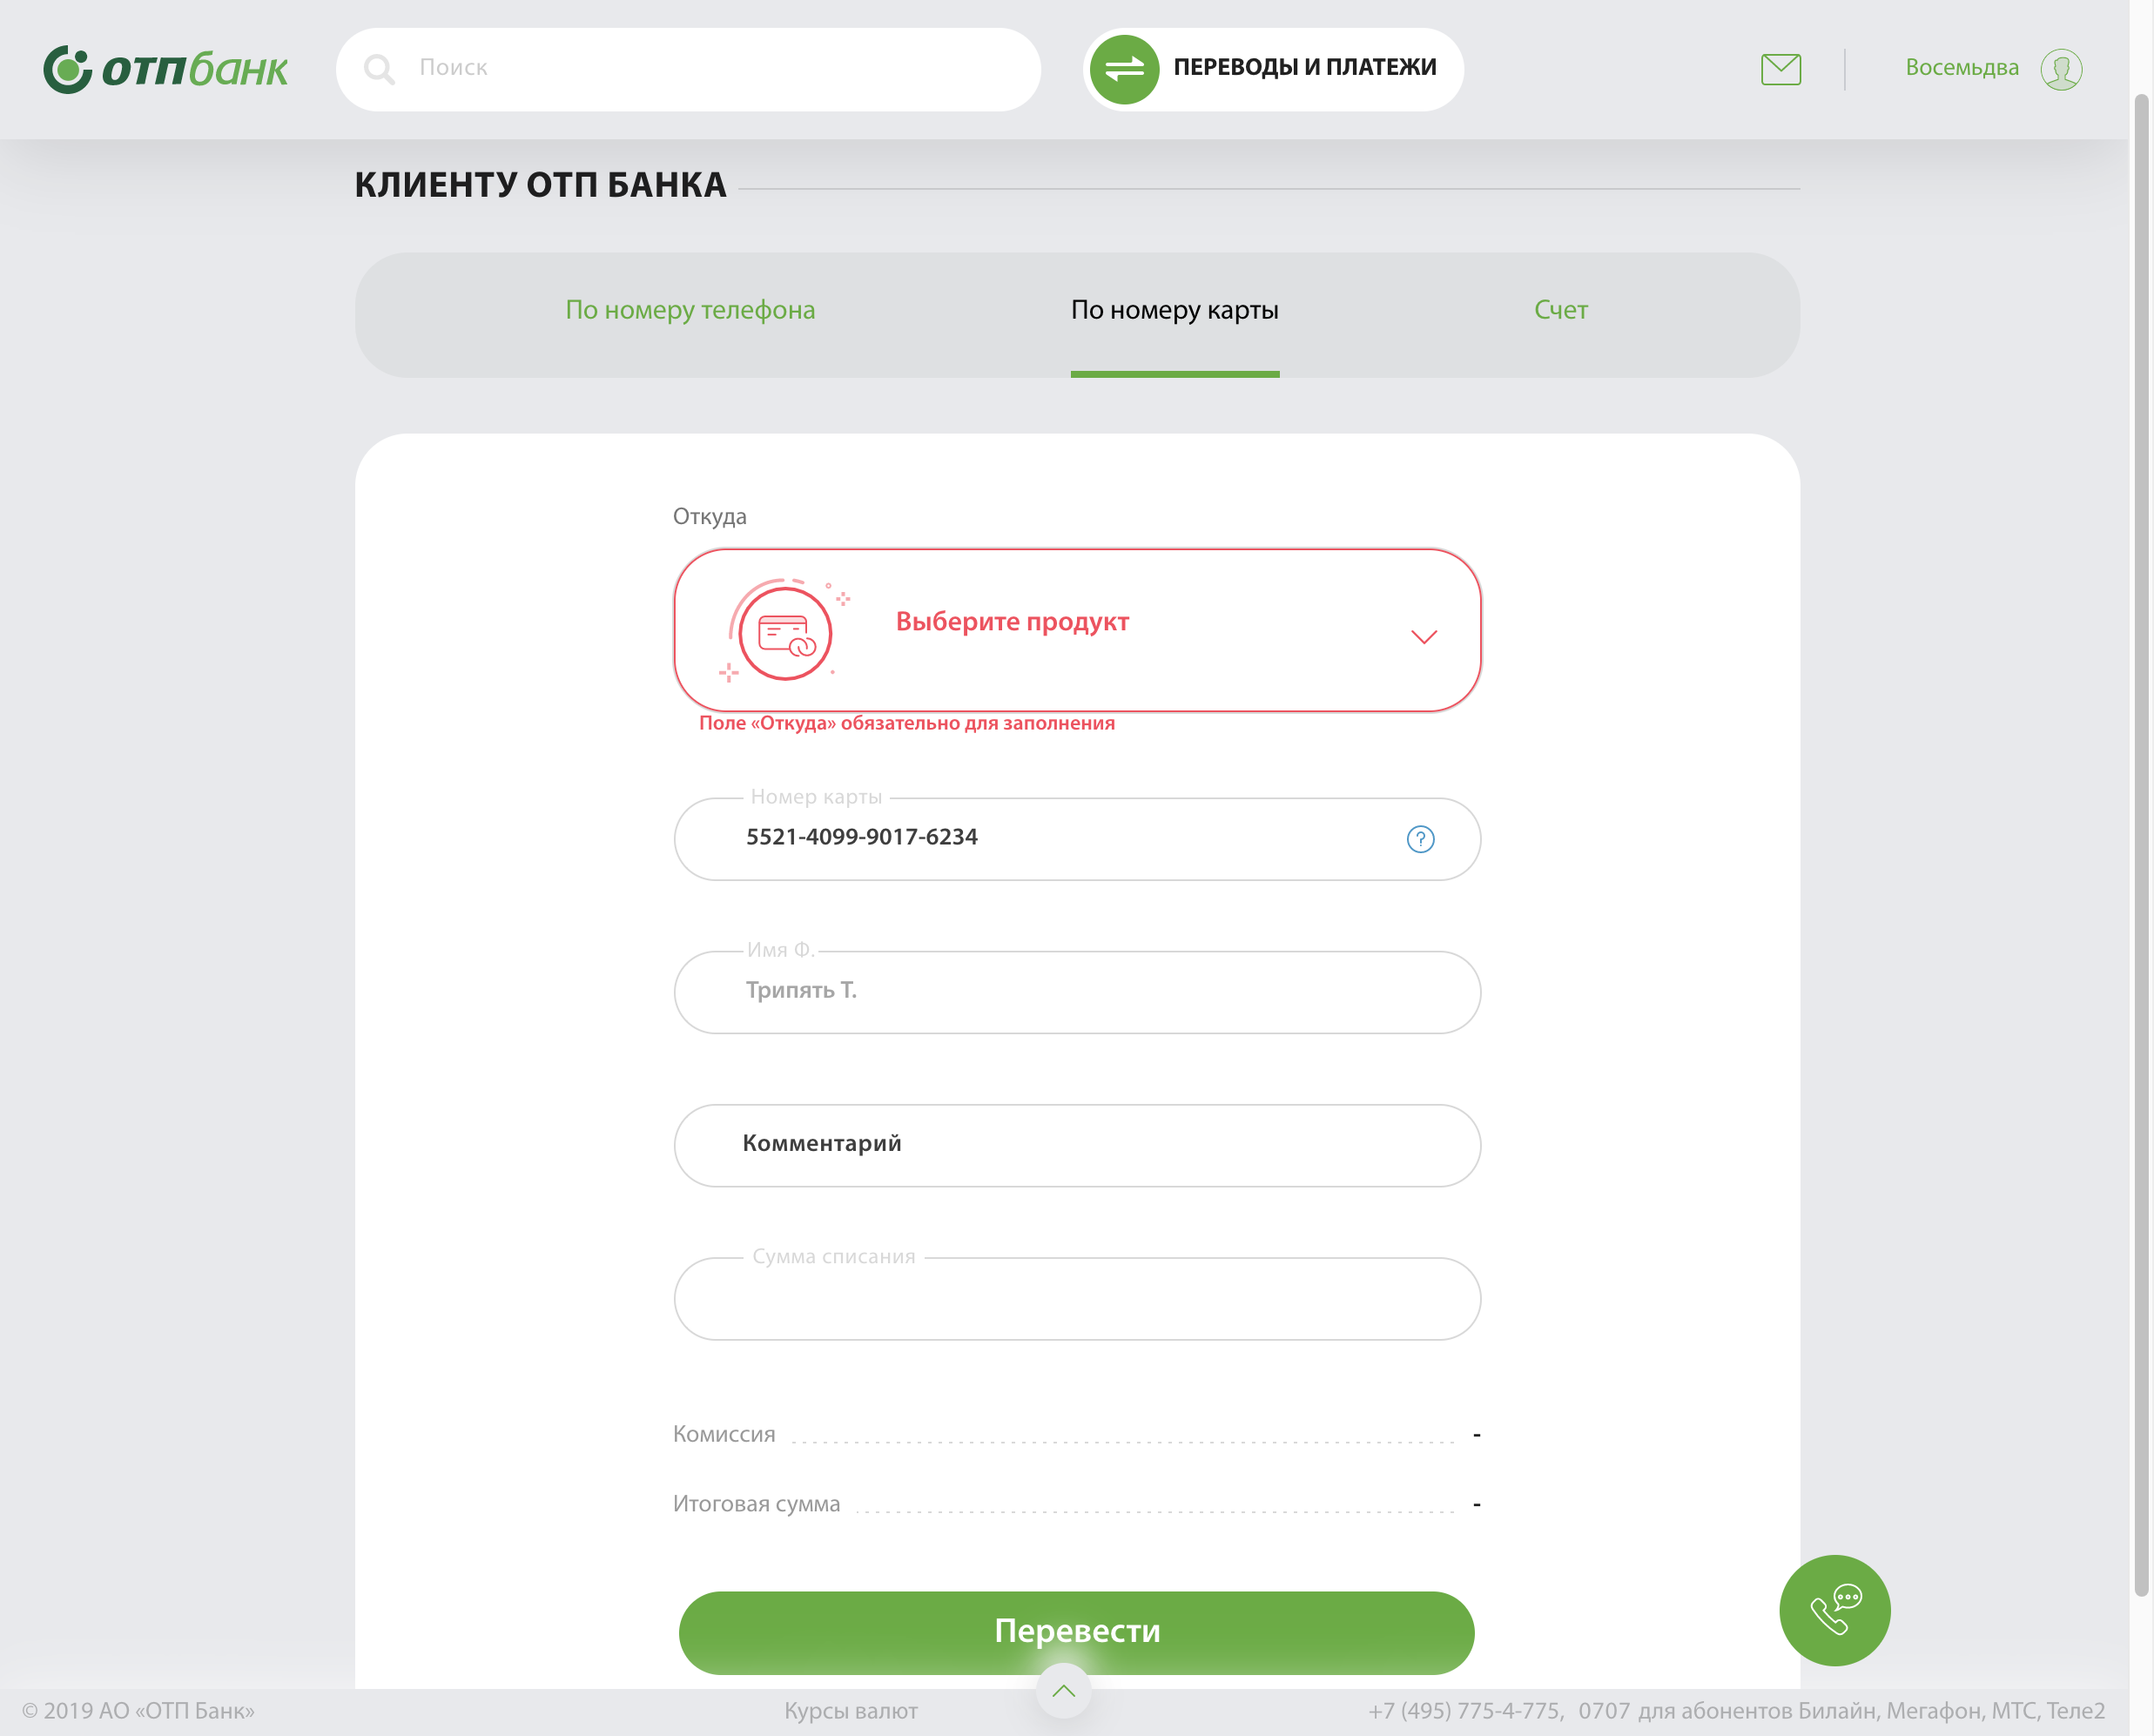 отпбанк
Поиск
ПЕРЕВОДЫ И ПЛАТЕЖИ
Восемьдва
КЛИЕНТУ ОТП БАНКА
По номеру телефона
По номеру карты
Счет
Откуда
Выберите продукт
Поле «Откуда» обязательно для заполнения
Номер карты
5521-4099-9017-6234
?
Имя Ф.
Трипять Т.
Комментарий
Сумма списания
Комиссия -
Итоговая сумма -
Перевести
© 2019 АО «ОТП Банк»
Курсы валют
+7 (495) 775-4-775, 0707 для абонентов Билайн, Мегафон, МТС, Теле2